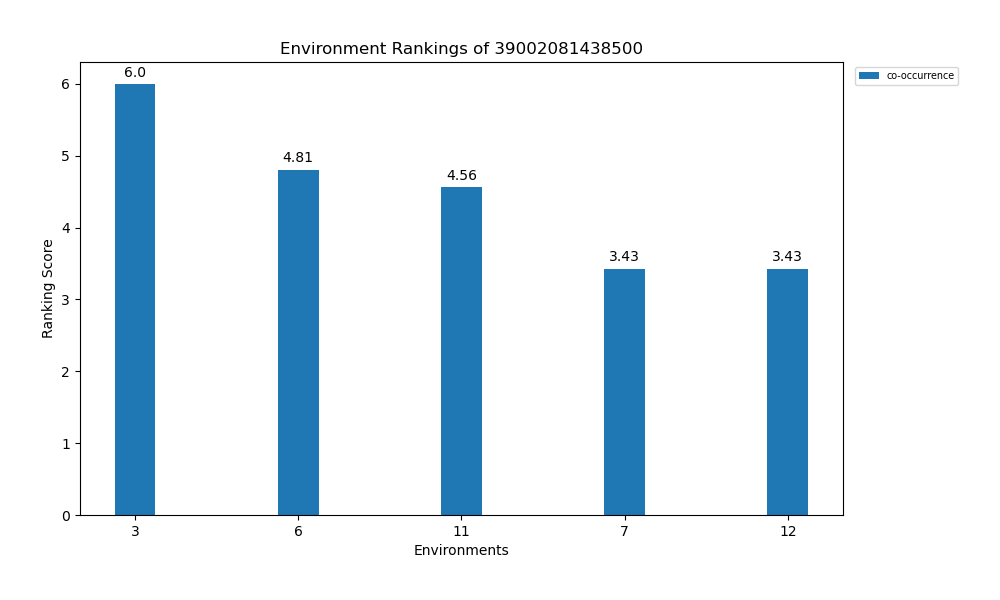 Environment Rankings of 39002081438500
co-occurrence
6.0
4.81
4.56
3.43
3.43
Ranking Score
6
5
4
3
2
1
0
3 6 11 7 12
Environments